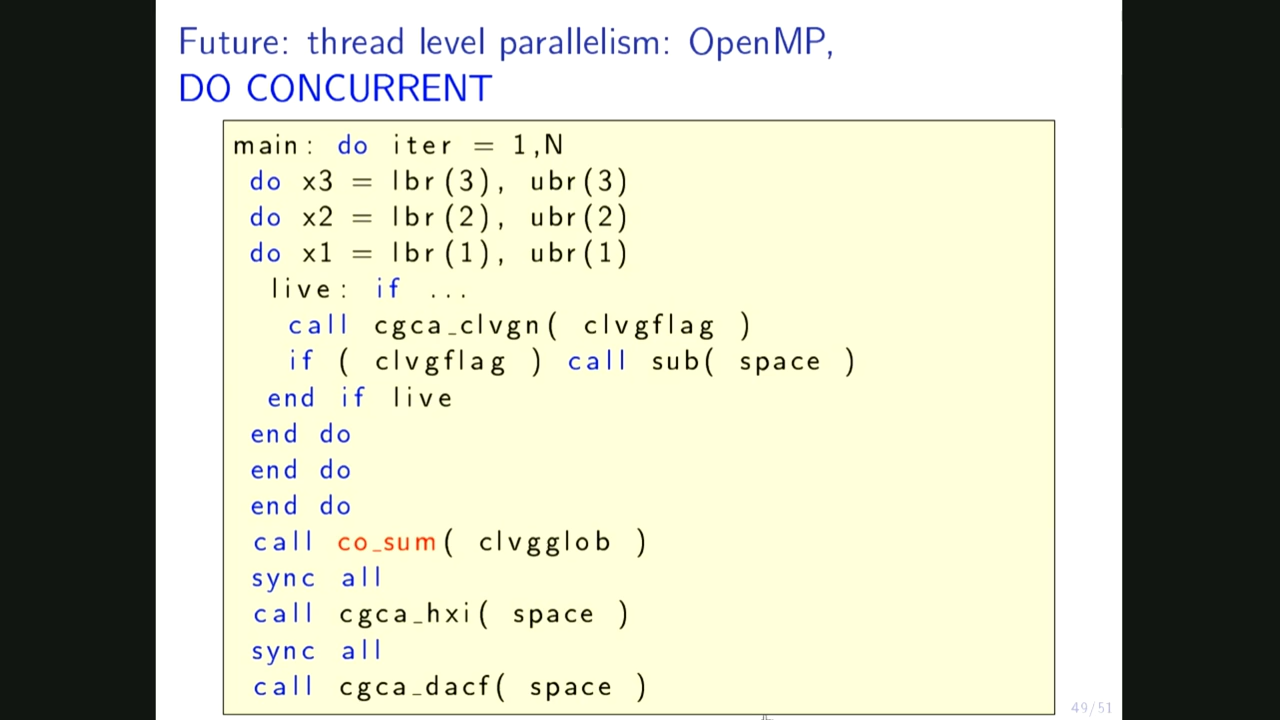 Future: thread level parallelism: OpenMP,
DO CONCURRENT
main: do iter = 1,N
do x3 = lbr(3), ubr(3)
do x2 = lbr(2), ubr(2)
do x1 = lbr(1), ubr(1)
live: if ...
call cgca_clvgn( clvgflag )
if ( clvgflag ) call sub( space )
end if live
end do
end do
end do
call co_sum( clvgglob )
sync all
call cgca_hxi( space )
sync all
call cgca_dacf( space )
49/51